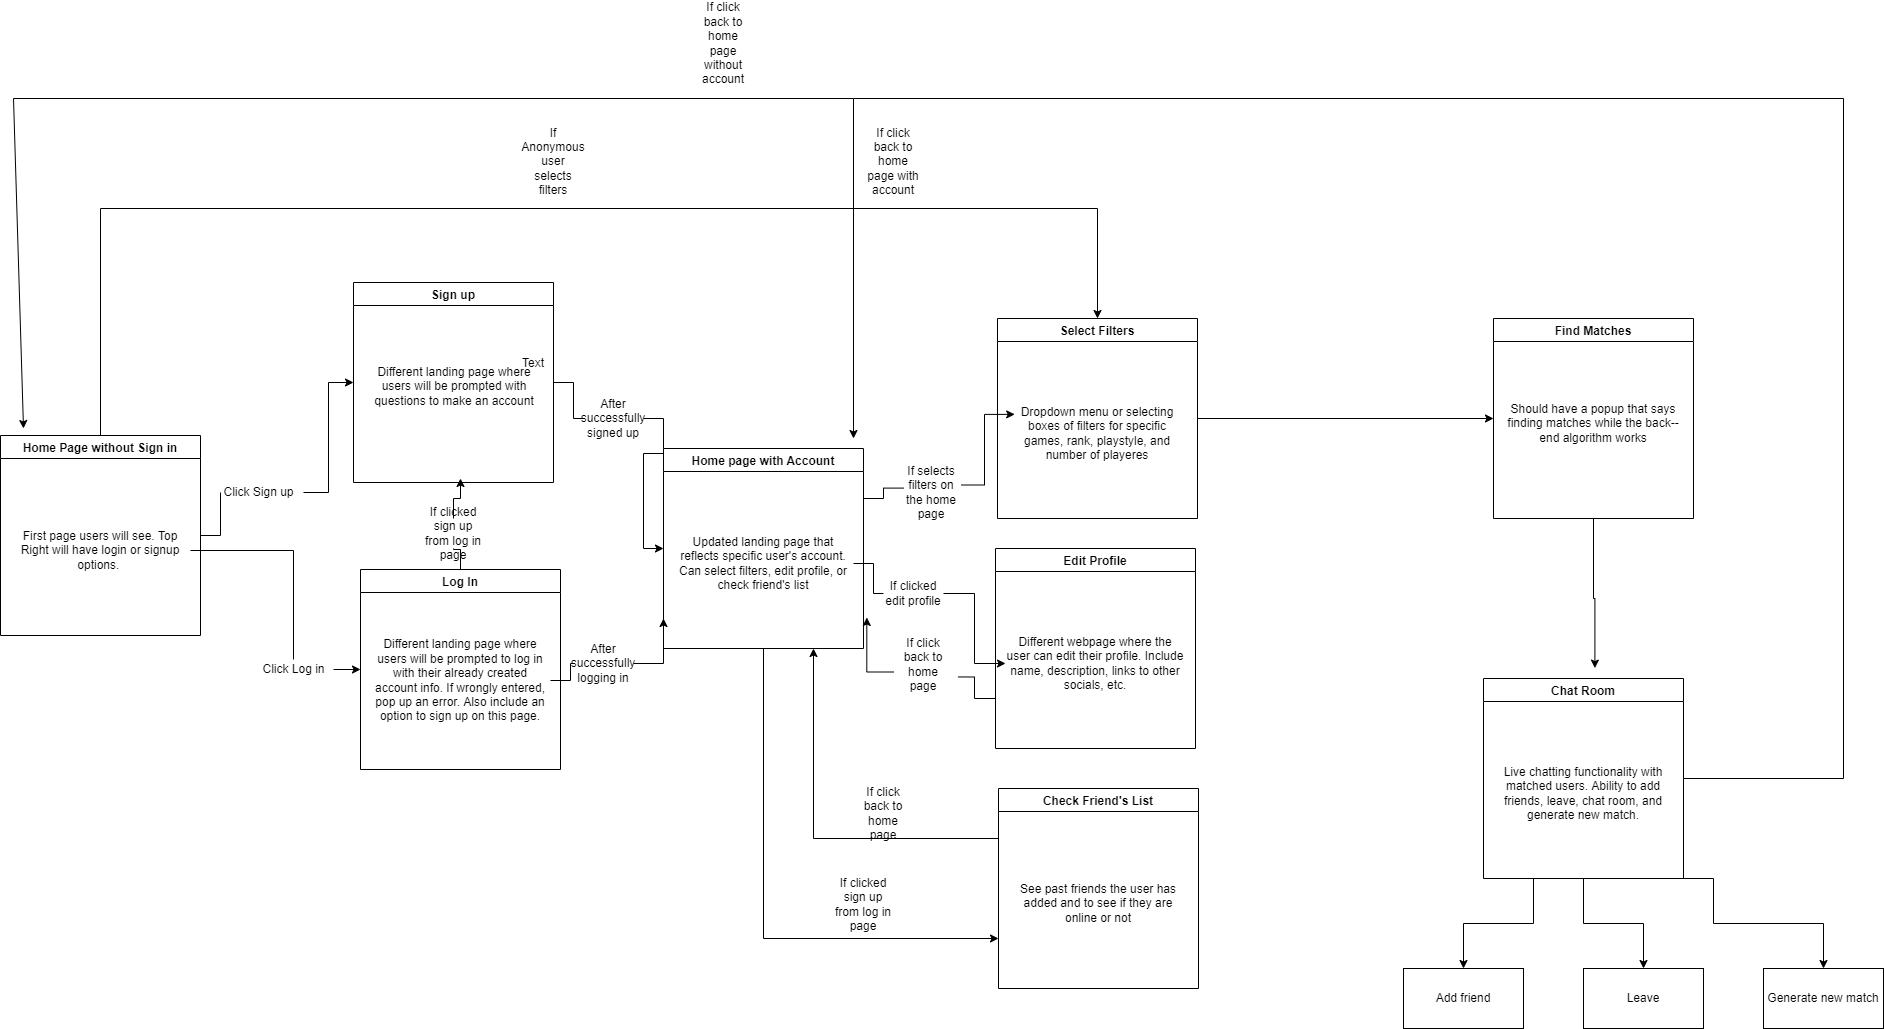 If click
back to
home
page
without
account
If
Anonymous
user
selects
filters
If click
back to
home
page with
account
Sign up
Text
Different landing page where
users will be prompted with
questions to make an account
After
successfully
signed up
Select Filters
Dropdown menu or selecting
boxes of filters for specific
games, rank, playstyle, and
number of playeres
Find Matches
Should have a popup that says
finding matches while the back--
end algorithm works
Home Page without Sign in
First page users will see. Top
Right will have login or signup
options.
Click Sign up
Click Log in
If clicked
sign up
from log in
page
Log In
Different landing page where
users will be prompted to log in
with their already created
account info. If wrongly entered,
pop up an error. Also include an
option to sign up on this page.
After
successfully
logging in
Home page with Account
Updated landing page that
reflects specific user's account.
Can select filters, edit profile, or
check friend's list
If selects
filters on
the home
page
If clicked
edit profile
If click
back to
home
page
Edit Profile
Different webpage where the
user can edit their profile. Include
name, description, links to other
socials, etc.
If click
back to
home
page
If clicked
sign up
from log in
page
Check Friend's List
See past friends the user has
added and to see if they are
online or not
Chat Room
Live chatting functionality with
matched users. Ability to add
friends, leave, chat room, and
generate new match.
Add friend
Leave
Generate new match